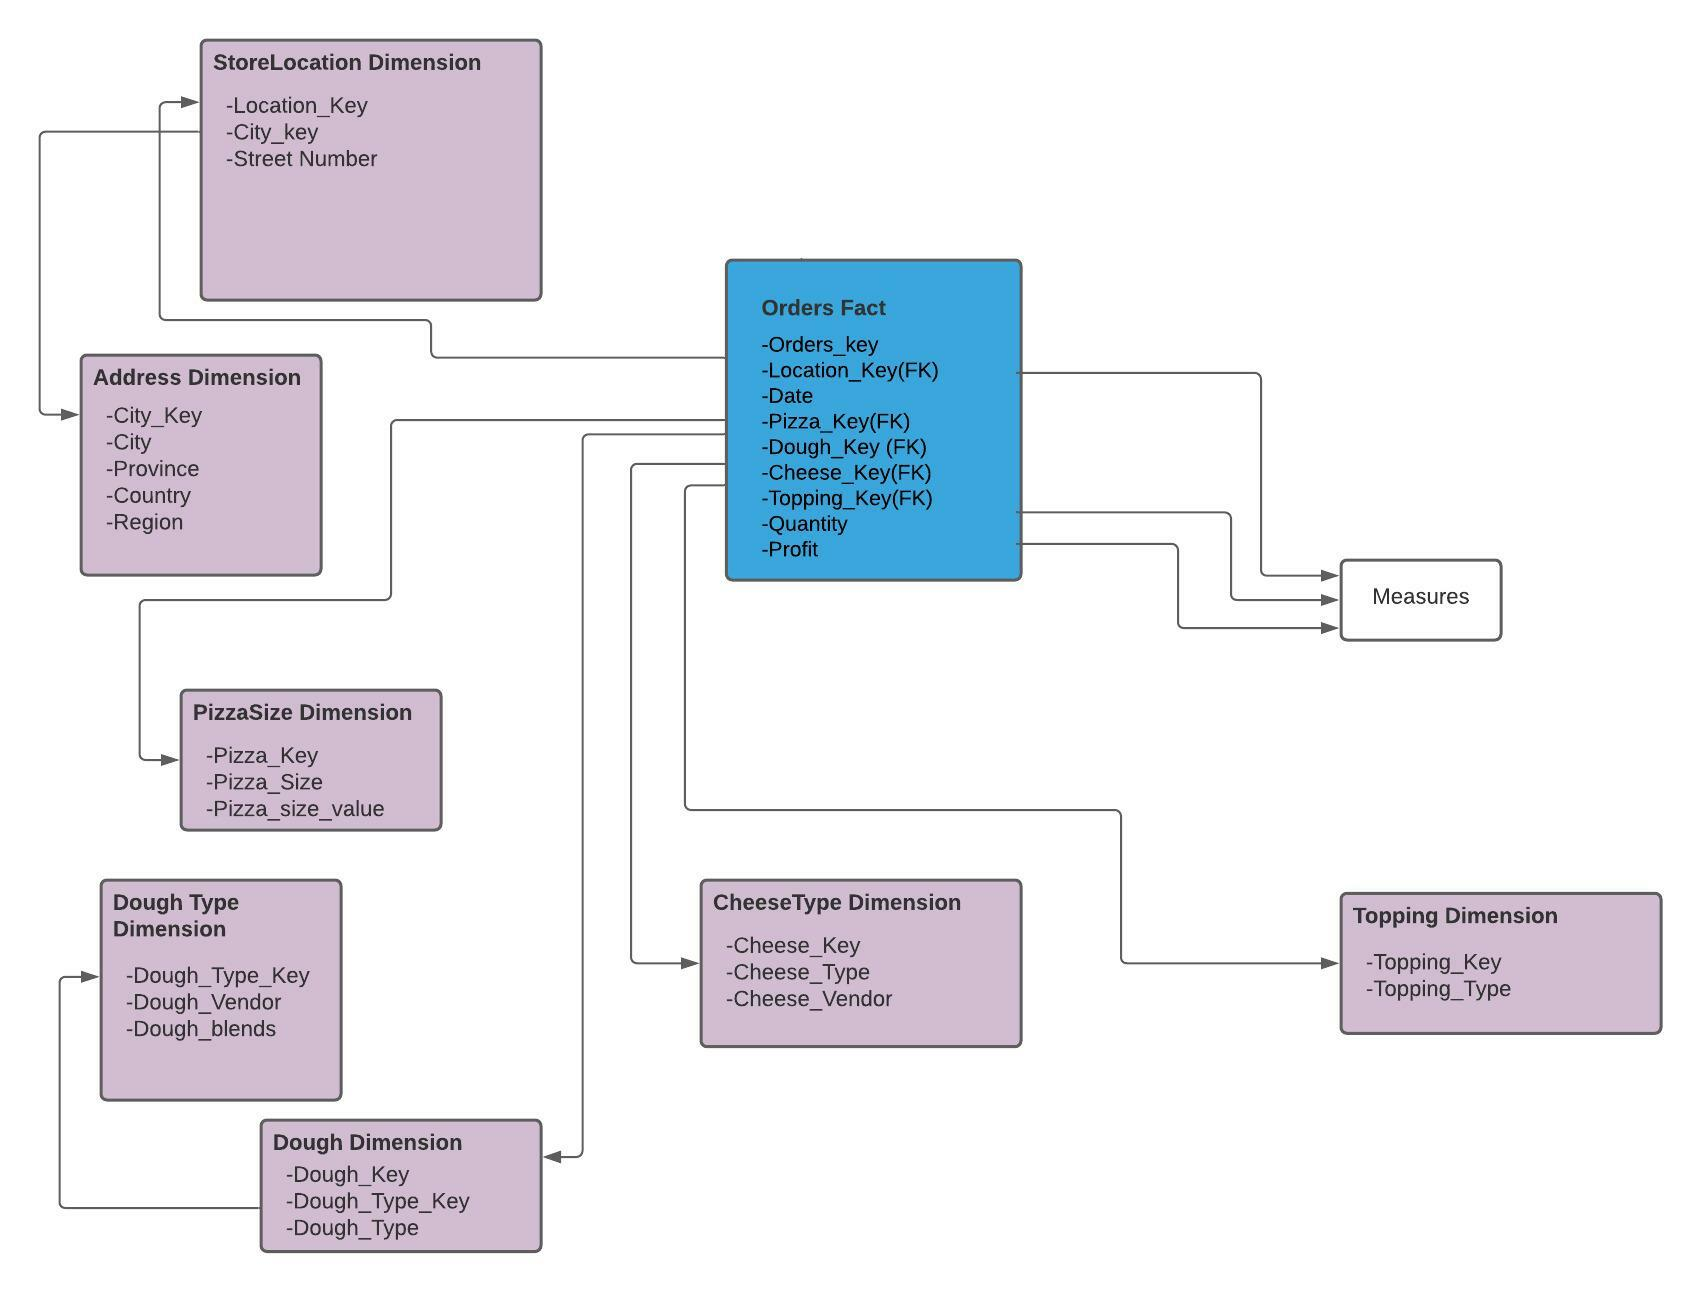 StoreLocation Dimension
-Location_Key
-City_key
-Street Number
Orders Fact
-Orders_key
-Location_Key(FK)
-Date
-Pizza_Key(FK)
-Dough_Key (FK)
-Cheese_Key(FK)
-Topping_Key(FK)
-Quantity
-Profit
Address Dimension
-City_Key
-City
-Province
-Country
-Region
Measures
PizzaSize Dimension
-Pizza_Key
-Pizza_Size
-Pizza_size_value
Dough Type
Dimension
-Dough_Type_Key
-Dough_Vendor
-Dough_blends
CheeseType Dimension
-Cheese_Key
-Cheese_Type
-Cheese_Vendor
Topping Dimension
-Topping_Key
-Topping_Type
Dough Dimension
-Dough_Key
-Dough_Type_Key
-Dough_Type